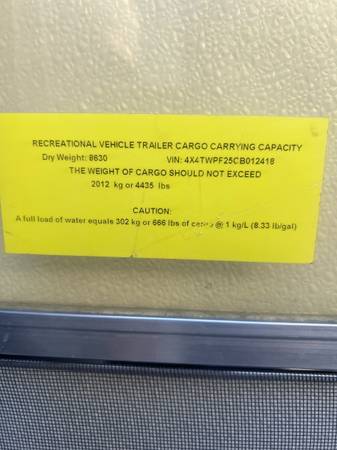 RECREATIONAL VEHICLE TRAILER CARGO CARRYING CAPACITY
Dry Weight: 8630 VIN: 4X4TWPF25CB012418
THE WEIGHT OF CARGO SHOULD NOT EXCEED
2012 kg or 4435 lbs
CAUTION:
A full load of water equals 302 kg or 666 lbs of cargo @ 1 kg/L (8.33 lb/gal)